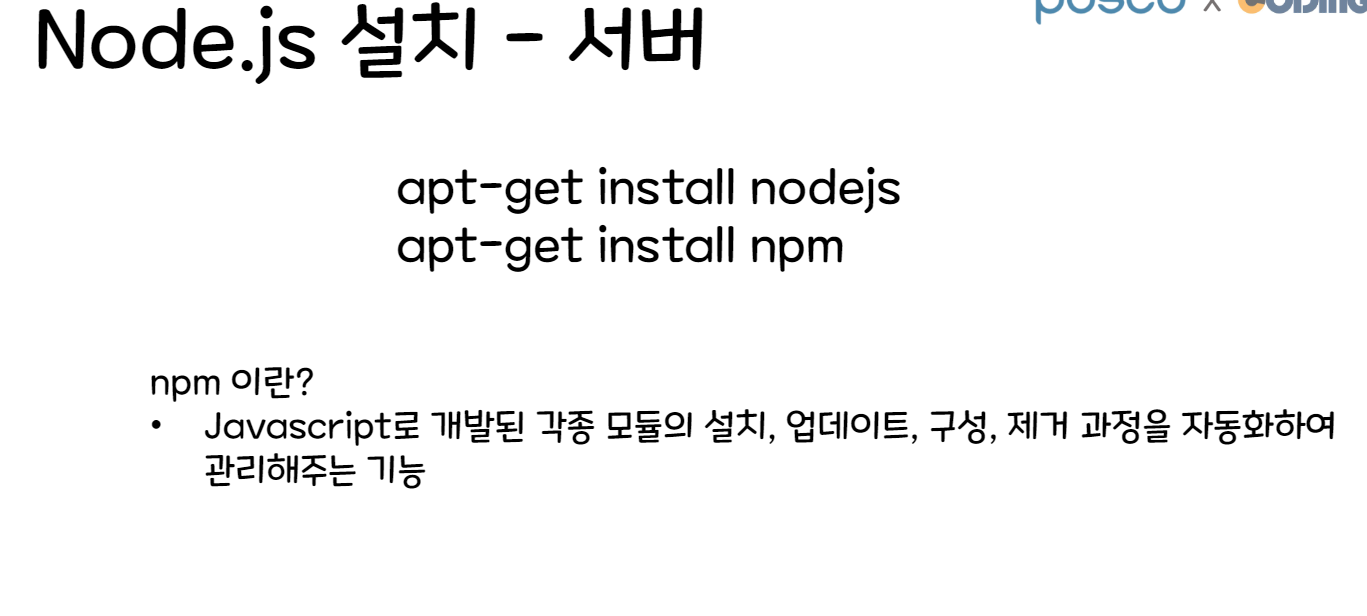 Node.js 설치 - 서버
posco x CODING
apt-get install nodejs
apt-get install npm
npm 이란?
• Javascript로 개발된 각종 모듈의 설치, 업데이트, 구성, 제거 과정을 자동화하여
관리해주는 기능